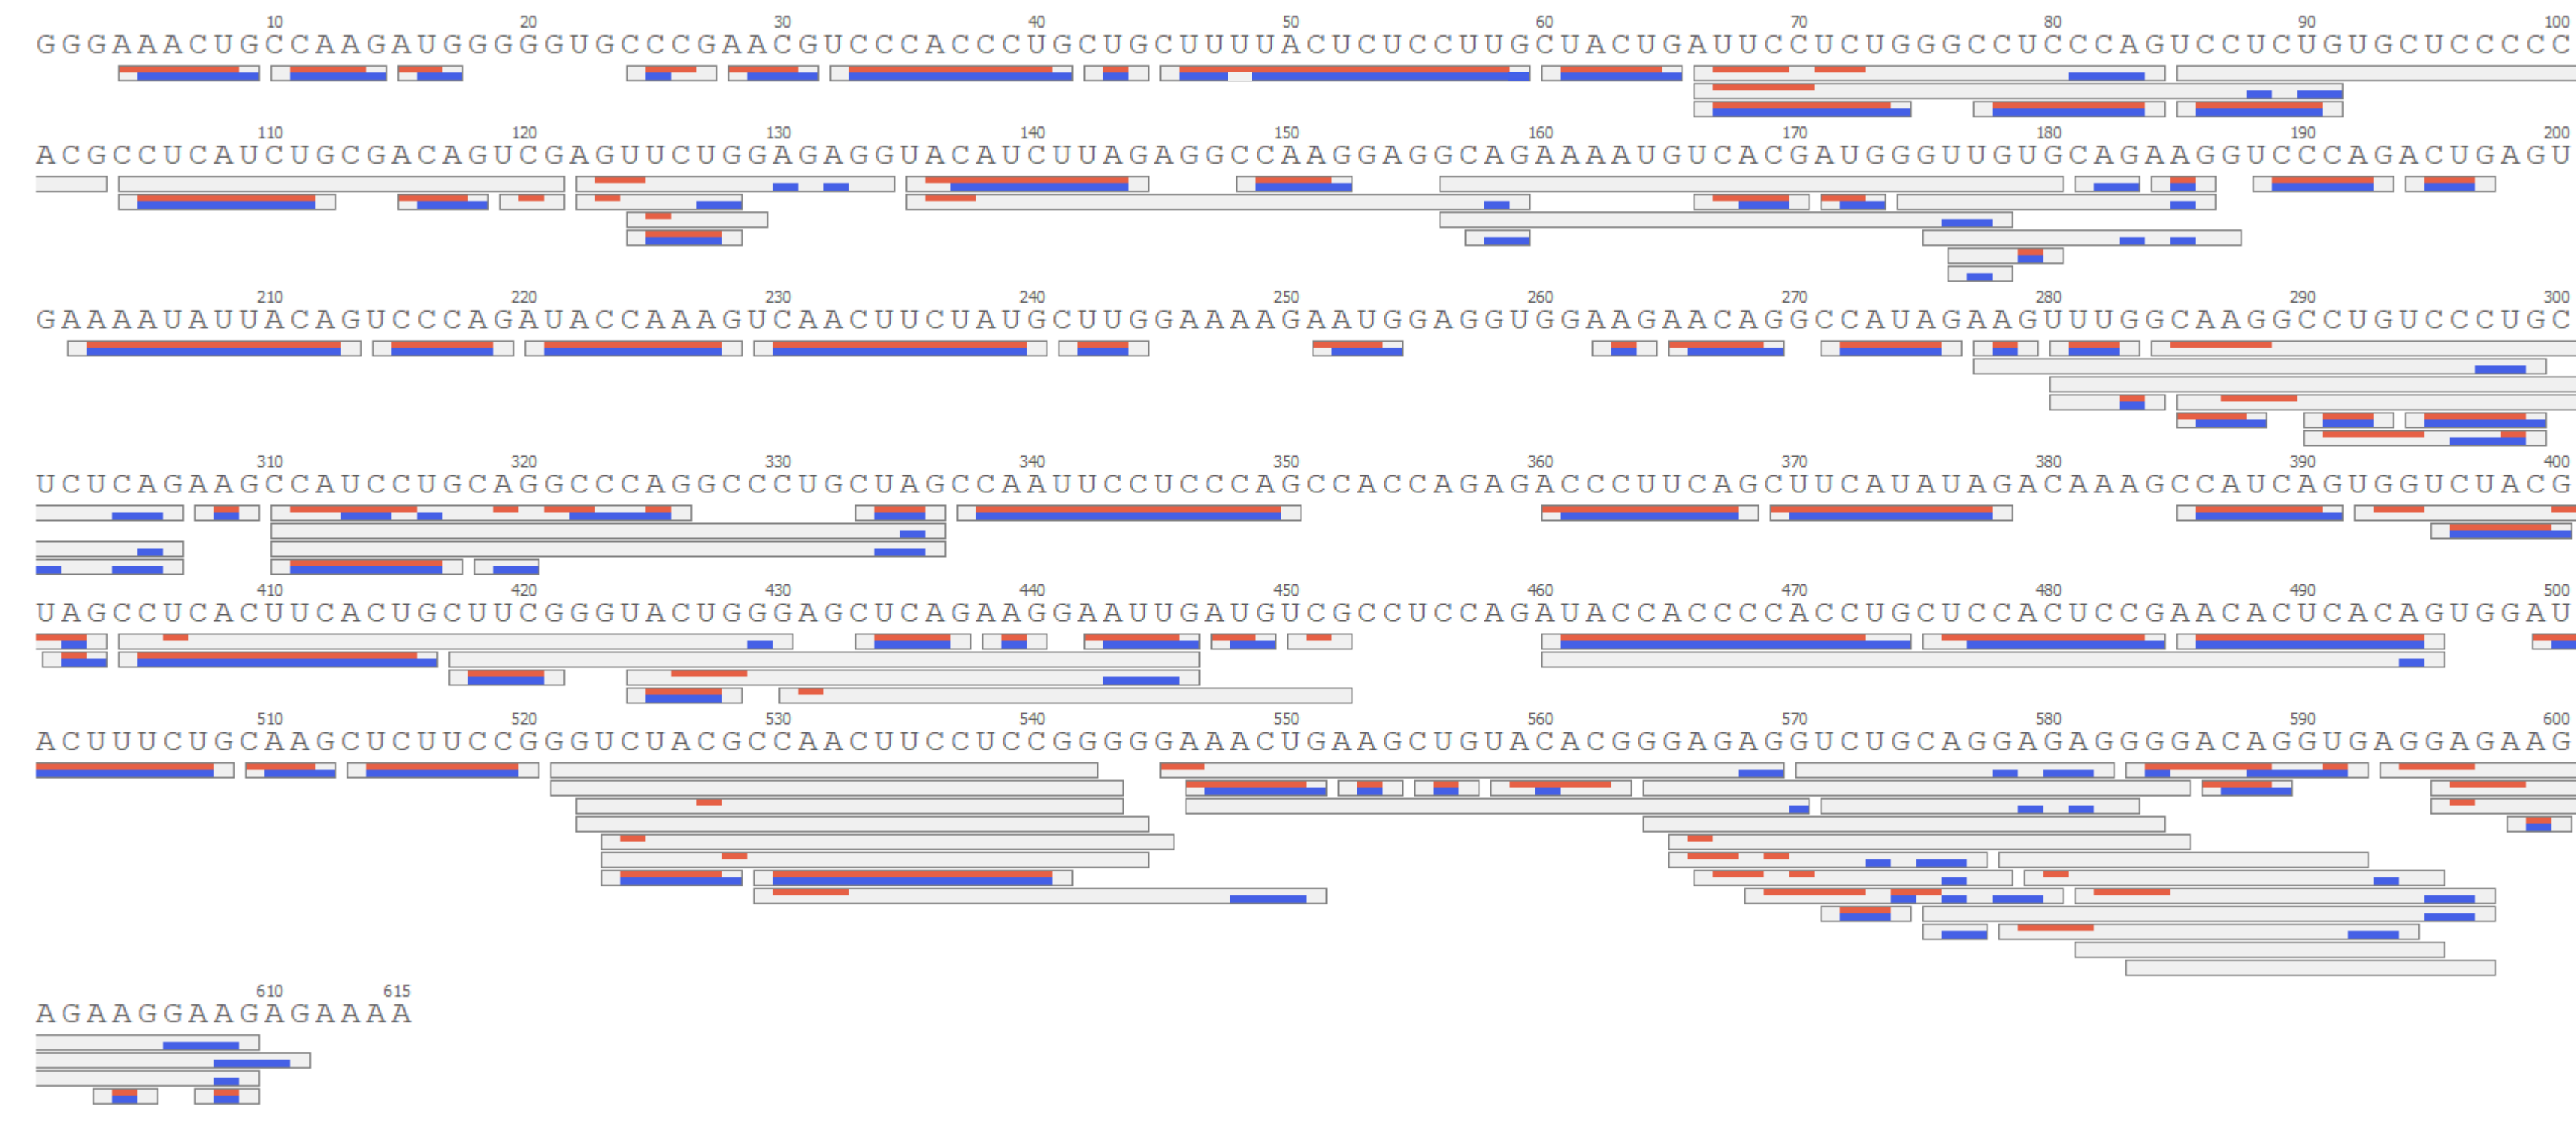 10 20 30 40 50 60 70 80 90 100
GGGAAACUGCCAAGAUGGGGGUGCCCGAACGUCCCACCCUGCUGCUUUUACUCUCCUUGCUACUGAUUCCUCUGGGCCUCCCAGUCCUCUGUGCUCCCCC
110 120 130 140 150 160 170 180 190 200
ACGCCUCAUCUGCGACAGUCGAGUUCUGGAGAGGUACAUCUUAGAGGCCAAGGAGGCAGAAAAUGUCACGAUGGGUUGUGCAGAAGGUCCCAGACUGAGU
210 220 230 240 250 260 270 280 290 300
GAAAAUAUUACAGUCCCAGAUACCAAAGUCAACUUCUAUGCUUGGAAAAGAAUGGAGGUGGAAGAACAGGCCAUAGAAGUUUGGCAAGGCCUGUCCCUGC
310 320 330 340 350 360 370 380 390 400
UCUCAGAAGCCAUCCUGCAGGCCCAGGCCCUGCUAGCCAAUUCCUCCCAGCCACCAGAGACCCUUCAGCUUCAUAUAGACAAAGCCAUCAGUGGUCUACG
410 420 430 440 450 460 470 480 490 500
UAGCCUCACUUCACUGCUUCGGGUACUGGGAGCUCAGAAGGAAUUGAUGUCGCCUCCAGAUACCACCCCACCUGCUCCACUCCGAACACUCACAGUGGAU
510 520 530 540 550 560 570 580 590 600
ACUUUCUGCAAGCUCUUCCGGGUCUACGCCAACUUCCUCCGGGGGAAACUGAAGCUGUACACGGGAGAGGUCUGCAGGAGAGGGGACAGGUGAGGAGAAG
610 615
AGAAGGAAGAGAAAA